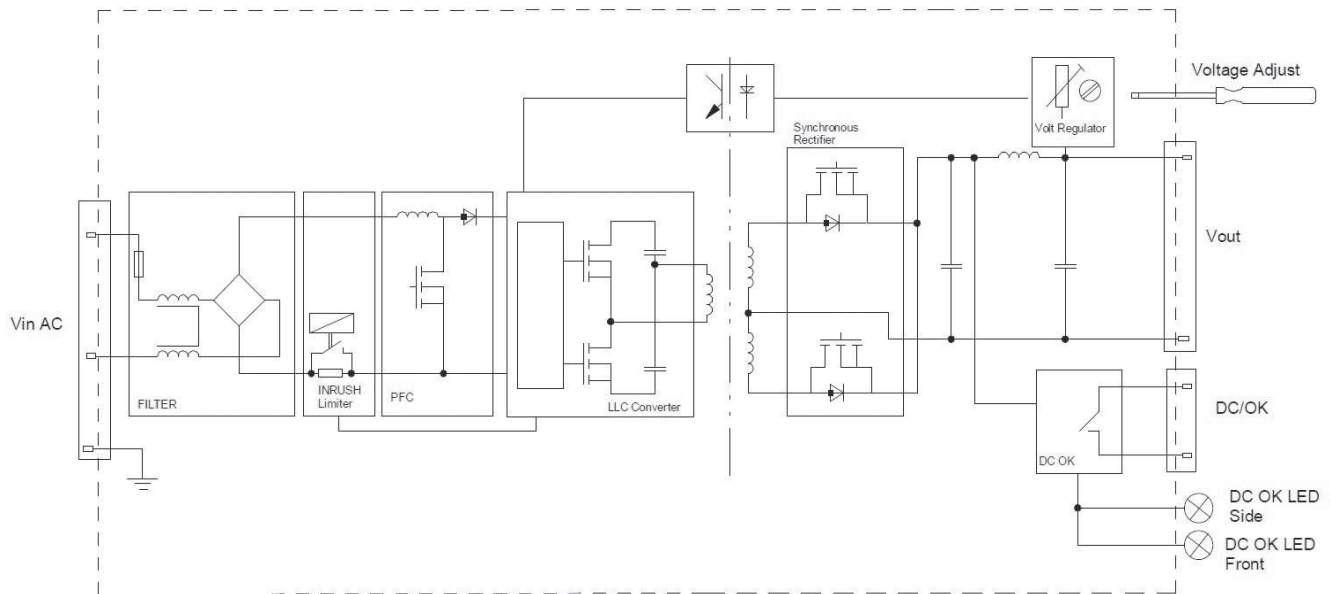 Voltage Adjust
Volt Regulator
Synchronous
Rectifier
Vout
Vin AC
FILTER
INRUSH
Limiter
PFC
LLC Converter
DC/OK
DC OK
DC OK LED
Side
DC OK LED
Front